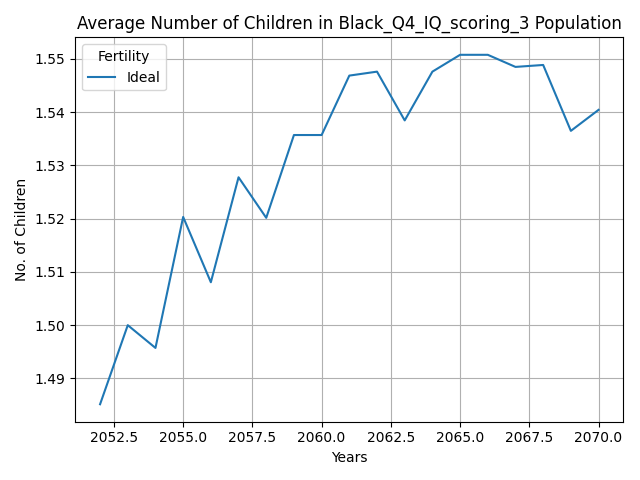 Average Number of Children in Black_Q4_IQ_scoring_3 Population
Fertility
Ideal
No. of Children
1.55
1.54
1.53
1.52
1.51
1.50
1.49
2052.5 2055.0 2057.5 2060.0 2062.5 2065.0 2067.5 2070.0
Years